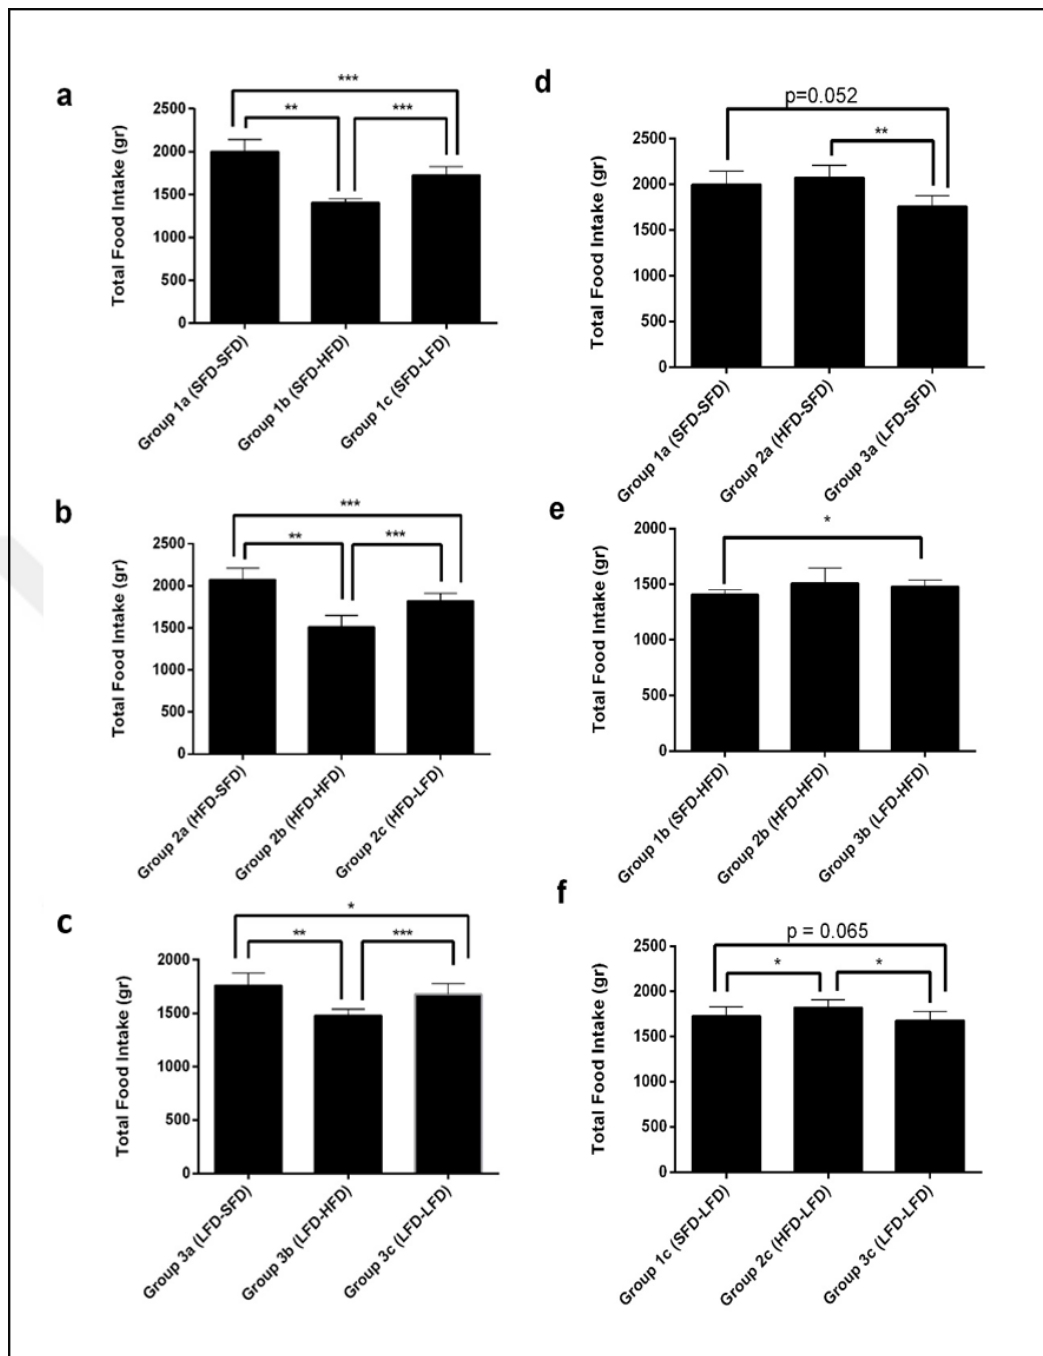 a
***
**
***
Total Food Intake (gr)
2500
2000
1500
1000
500
0
Group 1a (SFD-SFD)
Group 1b (SFD-HFD)
Group 1c (SFD-LFD)
b
***
**
***
Total Food Intake (gr)
2500
2000
1500
1000
500
0
Group 2a (HFD-SFD)
Group 2b (HFD-HFD)
Group 2c (HFD-LFD)
c
*
**
***
Total Food Intake (gr)
2000
1500
1000
500
0
Group 3a (LFD-SFD)
Group 3b (LFD-HFD)
Group 3c (LFD-LFD)
d
p=0.052
**
Total Food Intake (gr)
2500
2000
1500
1000
500
0
Group 1a (SFD-SFD)
Group 2a (HFD-SFD)
Group 3a (LFD-SFD)
e
*
Total Food Intake (gr)
2000
1500
1000
500
0
Group 1b (SFD-HFD)
Group 2b (HFD-HFD)
Group 3b (LFD-HFD)
f
p = 0.065
*
*
Total Food Intake (gr)
2500
2000
1500
1000
500
0
Group 1c (SFD-LFD)
Group 2c (HFD-LFD)
Group 3c (LFD-LFD)